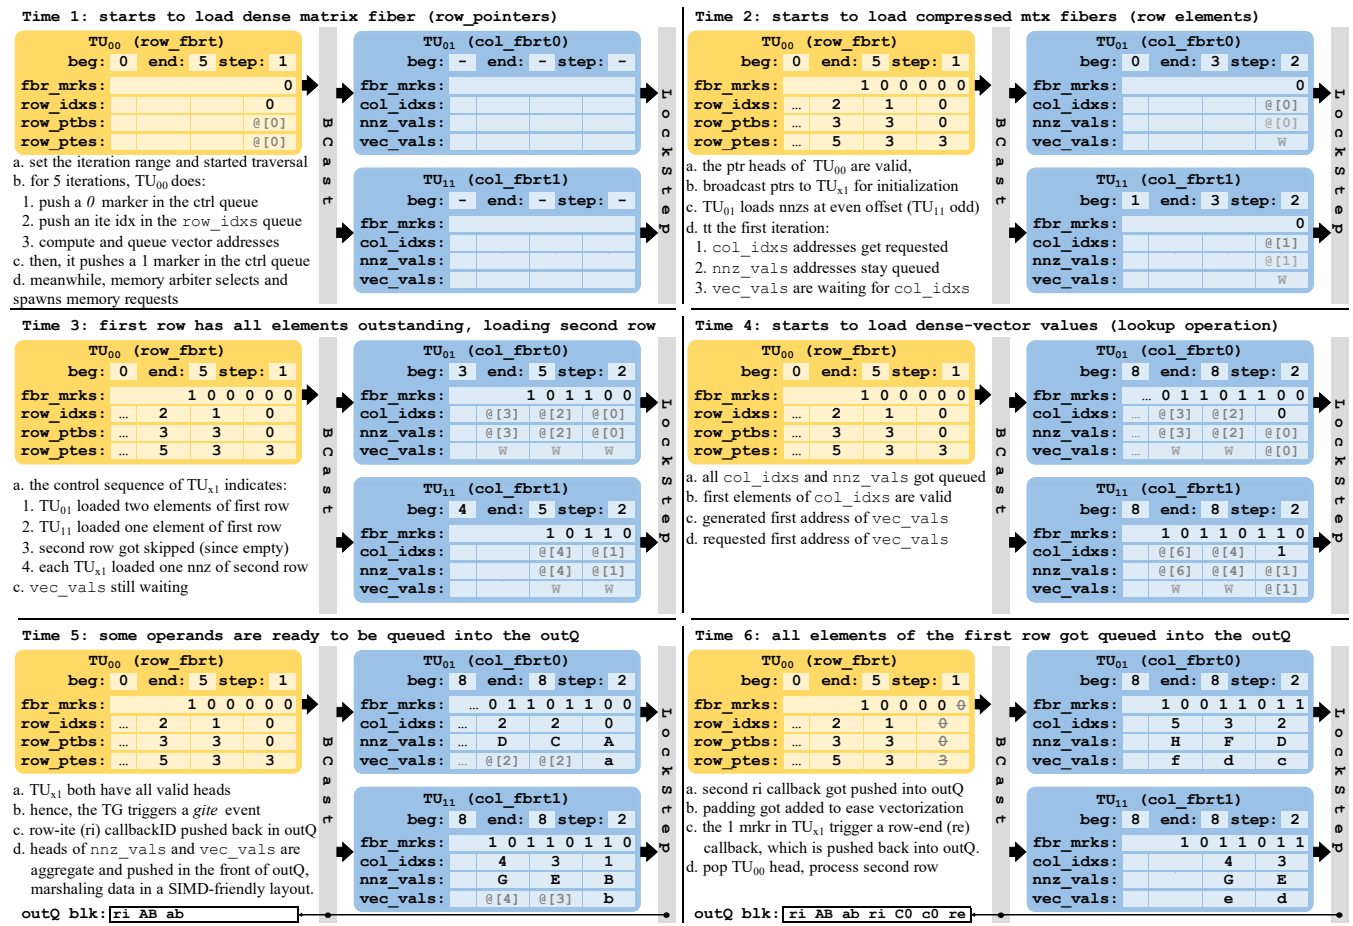 Time 1: starts to load dense matrix fiber (row_pointers)
TU00 (row_fbrt)
beg: 0 end: 5 step: 1
fbr_mrks: 0
row_idxs: 0
row_ptbs: @[0]
row_ptes: @[0]
a. set the iteration range and started traversal
b. for 5 iterations, TU00 does:
1. push a 0 marker in the ctrl queue
2. push an ite idx in the row_idxs queue
3. compute and queue vector addresses
c. then, it pushes a 1 marker in the ctrl queue
d. meanwhile, memory arbiter selects and
spawns memory requests
BCast
TU01 (col_fbrt0)
beg: - end: - step: -
fbr_mrks:
col_idxs:
nnz_vals:
vec_vals:
TU11 (col_fbrt1)
beg: - end: - step: -
fbr_mrks:
col_idxs:
nnz_vals:
vec_vals:
LockStep
Time 2: starts to load compressed mtx fibers (row elements)
TU00 (row_fbrt)
beg: 0 end: 5 step: 1
fbr_mrks: 1 0 0 0 0 0
row_idxs: … 2 1 0
row_ptbs: … 3 3 0
row_ptes: … 5 3 3
a. the ptr heads of TU00 are valid,
b. broadcast ptrs to TUx1 for initialization
c. TU01 loads nnzs at even offset (TU11 odd)
d. tt the first iteration:
1. col_idxs addresses get requested
2. nnz_vals addresses stay queued
3. vec_vals are waiting for col_idxs
BCast
TU01 (col_fbrt0)
beg: 0 end: 3 step: 2
fbr_mrks: 0
col_idxs: @[0]
nnz_vals: @[0]
vec_vals: W
TU11 (col_fbrt1)
beg: 1 end: 3 step: 2
fbr_mrks: 0
col_idxs: @[1]
nnz_vals: @[1]
vec_vals: W
LockStep
Time 3: first row has all elements outstanding, loading second row
TU00 (row_fbrt)
beg: 0 end: 5 step: 1
fbr_mrks: 1 0 0 0 0 0
row_idxs: … 2 1 0
row_ptbs: … 3 3 0
row_ptes: … 5 3 3
a. the control sequence of TUx1 indicates:
1. TU01 loaded two elements of first row
2. TU11 loaded one element of first row
3. second row got skipped (since empty)
4. each TUx1 loaded one nnz of second row
c. vec_vals still waiting
BCast
TU01 (col_fbrt0)
beg: 3 end: 5 step: 2
fbr_mrks: 1 0 1 1 0 0
col_idxs: @[3] @[2] @[0]
nnz_vals: @[3] @[2] @[0]
vec_vals: W W W
TU11 (col_fbrt1)
beg: 4 end: 5 step: 2
fbr_mrks: 1 0 1 1 0
col_idxs: @[4] @[1]
nnz_vals: @[4] @[1]
vec_vals: W W
LockStep
Time 4: starts to load dense-vector values (lookup operation)
TU00 (row_fbrt)
beg: 0 end: 5 step: 1
fbr_mrks: 1 0 0 0 0 0
row_idxs: … 2 1 0
row_ptbs: … 3 3 0
row_ptes: … 5 3 3
a. all col_idxs and nnz_vals got queued
b. first elements of col_idxs are valid
c. generated first address of vec_vals
d. requested first address of vec_vals
BCast
TU01 (col_fbrt0)
beg: 8 end: 8 step: 2
fbr_mrks: … 0 1 1 0 1 1 0 0
col_idxs: … @[3] @[2] 0
nnz_vals: … @[3] @[2] @[0]
vec_vals: … W W @[0]
TU11 (col_fbrt1)
beg: 8 end: 8 step: 2
fbr_mrks: 1 0 1 1 0 1 1 0
col_idxs: @[6] @[4] 1
nnz_vals: @[6] @[4] @[1]
vec_vals: W W @[1]
LockStep
Time 5: some operands are ready to be queued into the outQ
TU00 (row_fbrt)
beg: 0 end: 5 step: 1
fbr_mrks: 1 0 0 0 0 0
row_idxs: … 2 1 0
row_ptbs: … 3 3 0
row_ptes: … 5 3 3
a. TUx1 both have all valid heads
b. hence, the TG triggers a gite event
c. row-ite (ri) callbackID pushed back in outQ
d. heads of nnz_vals and vec_vals are
aggregate and pushed in the front of outQ,
marshaling data in a SIMD-friendly layout.
BCast
TU01 (col_fbrt0)
beg: 8 end: 8 step: 2
fbr_mrks: … 0 1 1 0 1 1 0 0
col_idxs: … 2 2 0
nnz_vals: … D C A
vec_vals: … @[2] @[2] a
TU11 (col_fbrt1)
beg: 8 end: 8 step: 2
fbr_mrks: 1 0 1 1 0 1 1 0
col_idxs: 4 3 1
nnz_vals: G E B
vec_vals: @[4] @[3] b
LockStep
outQ blk: ri AB ab
Time 6: all elements of the first row got queued into the outQ
TU00 (row_fbrt)
beg: 0 end: 5 step: 1
fbr_mrks: 1 0 0 0 0 0
row_idxs: … 2 1 0
row_ptbs: … 3 3 0
row_ptes: … 5 3 3
a. second ri callback got pushed into outQ
b. padding got added to ease vectorization
c. the 1 mrkr in TUx1 trigger a row-end (re)
callback, which is pushed back into outQ.
d. pop TU00 head, process second row
BCast
TU01 (col_fbrt0)
beg: 8 end: 8 step: 2
fbr_mrks: 1 0 0 1 1 0 1 1
col_idxs: 5 3 2
nnz_vals: H F D
vec_vals: f d c
TU11 (col_fbrt1)
beg: 8 end: 8 step: 2
fbr_mrks: 1 0 1 1 0 1 1
col_idxs: 4 3
nnz_vals: G E
vec_vals: e d
LockStep
outQ blk: ri AB ab ri C0 c0 re